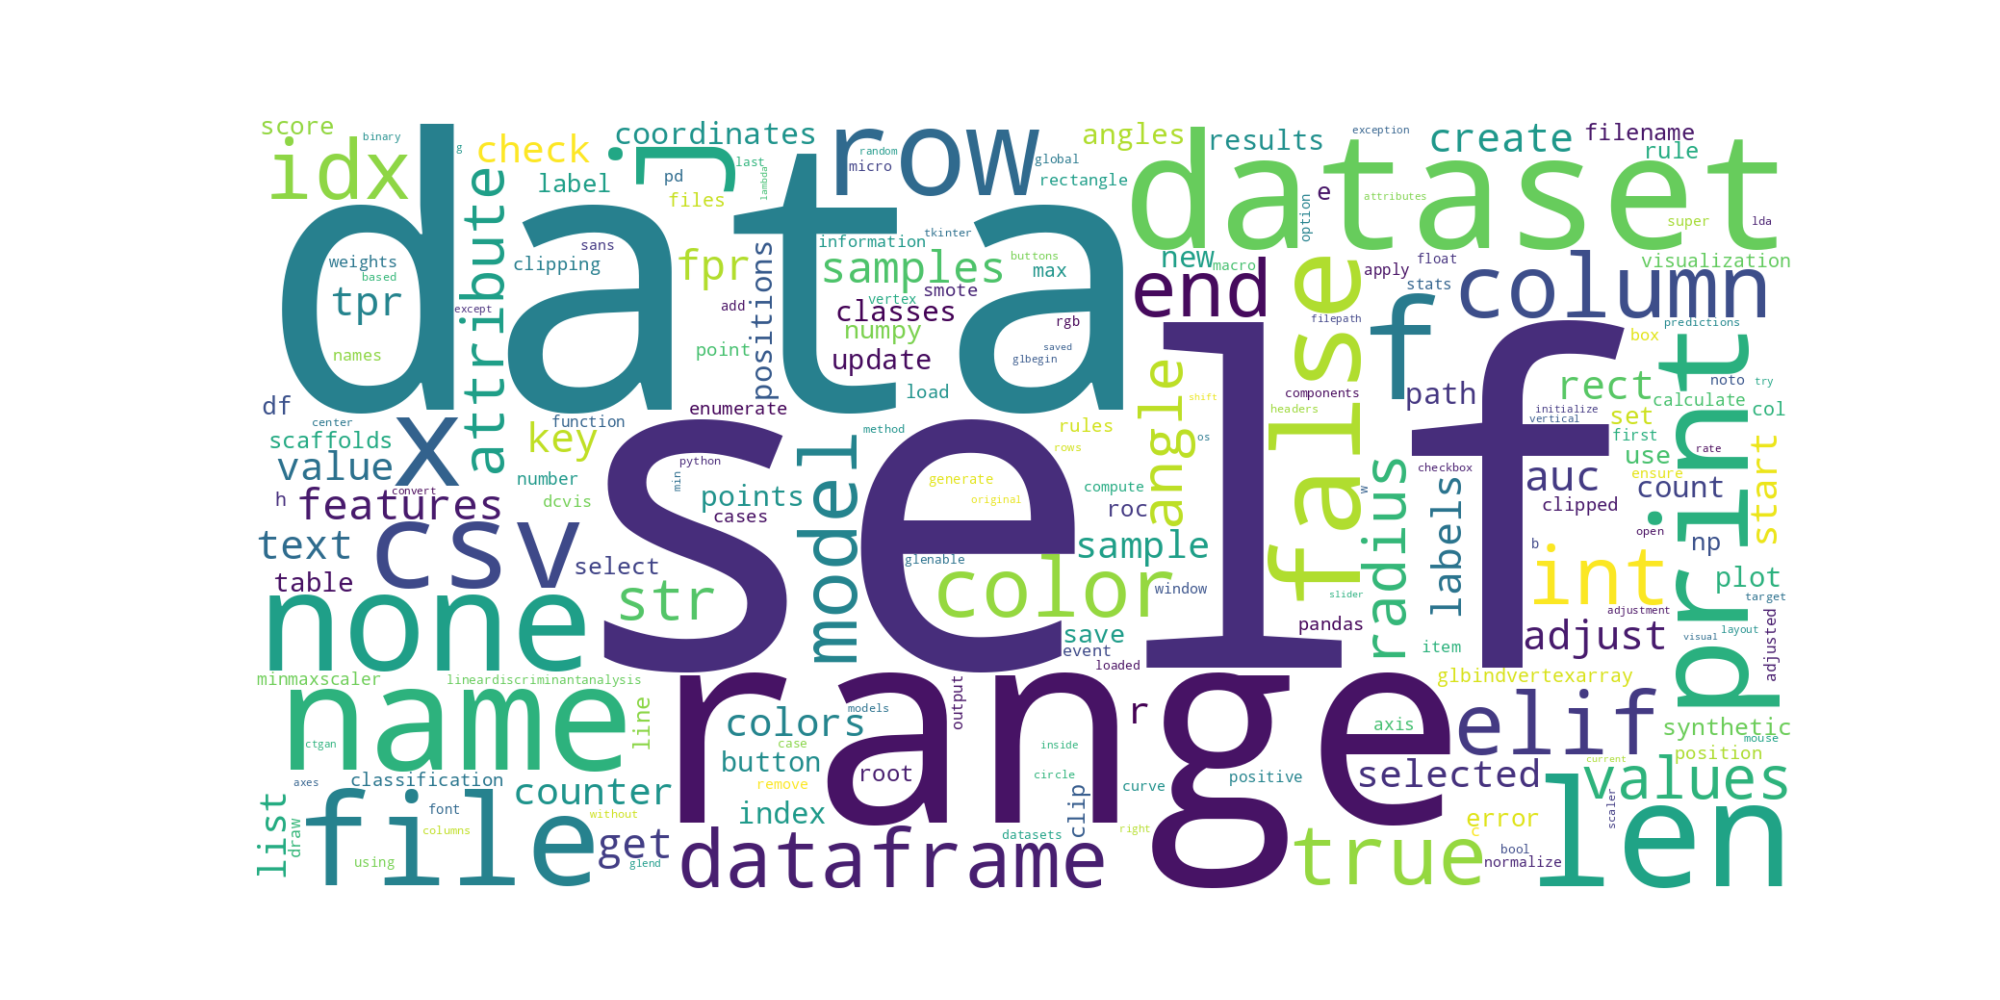 score
binary
g
check
coordinates
row
random
micro
global
angles
results
exception
create
filename
rule
idx
data
attribute
label
i
pd
last
lambda
files
rectangle
dataset
e
attributes
option
super
lda
weights
based
tpr
except
names
sans
clipping
fpr
add
point
positions
information
tkinter
samples
buttons
max
vertex
smote
classes
numpy
rgb
update
saved
glbegin
load
new
macro
end
false
apply
float
stats
f
column
visualization
filepath
box
predictions
print
df
center
scaffolds
value
x
h
convert
features
function
key
number
dcvis
enumerate
self
model
method
python
min
points
cases
generate
original
rules
rows
compute
roc
angle
shift
os
components
headers
path
rect
initialize
vertical
set
first
calculate
noto
try
col
use
rate
ensure
checkbox
w
auc
clipped
count
start
text
csv
table
select
none
str
glenable
color
sample
window
radius
labels
slider
pandas
b
int
open
np
plot
target
adjustment
adjust
visual
layout
adjusted
save
event
loaded
item
minmaxscaler
lineardiscriminantanalysis
name
line
range
glbindvertexarray
ctgan
colors
models
output
r
axis
elif
synthetic
mouse
position
axes
classification
button
case
remove
root
inside
circle
curve
positive
selected
current
values
list
draw
file
font
columns
using
counter
without
get
glend
index
dataframe
datasets
clip
right
true
error
c
bool
normalize
scaler
len